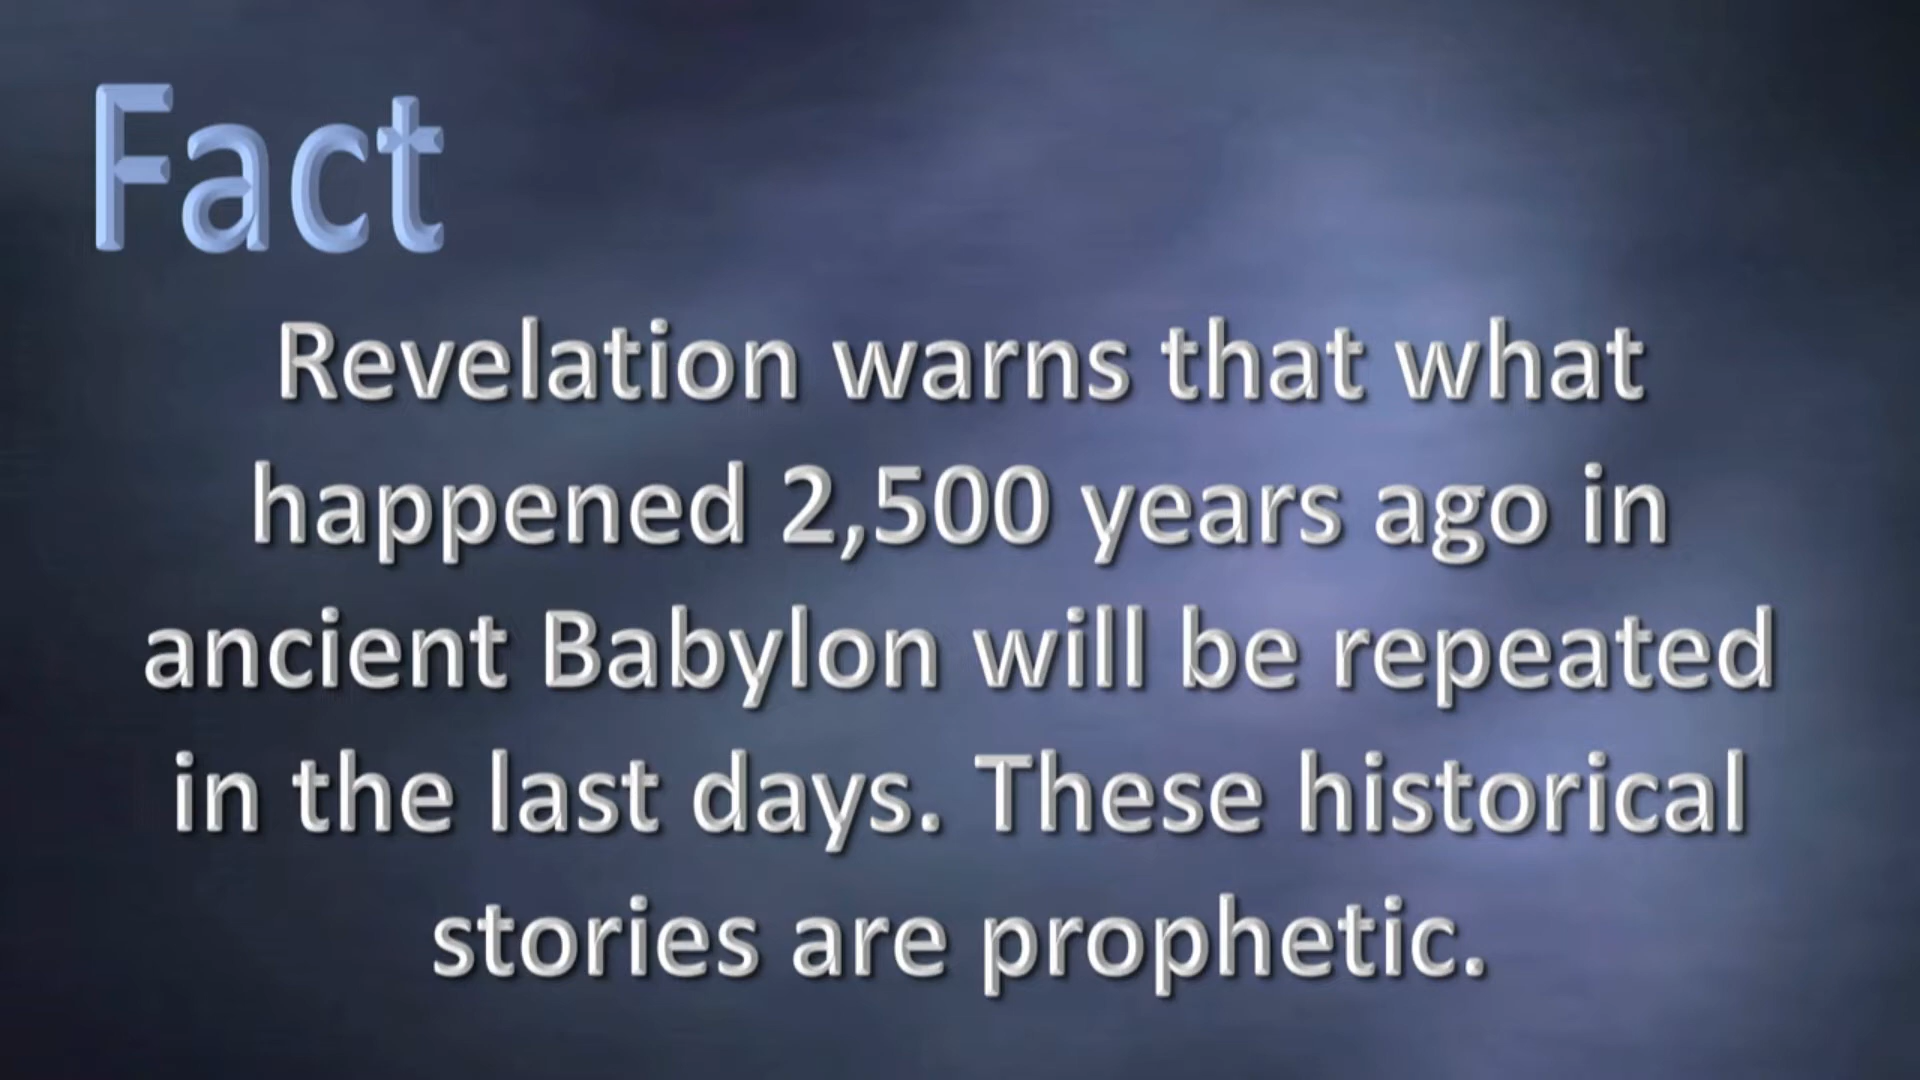 Fact
Revelation warns that what
happened 2,500 years ago in
ancient Babylon will be repeated
in the last days. These historical
stories are prophetic.